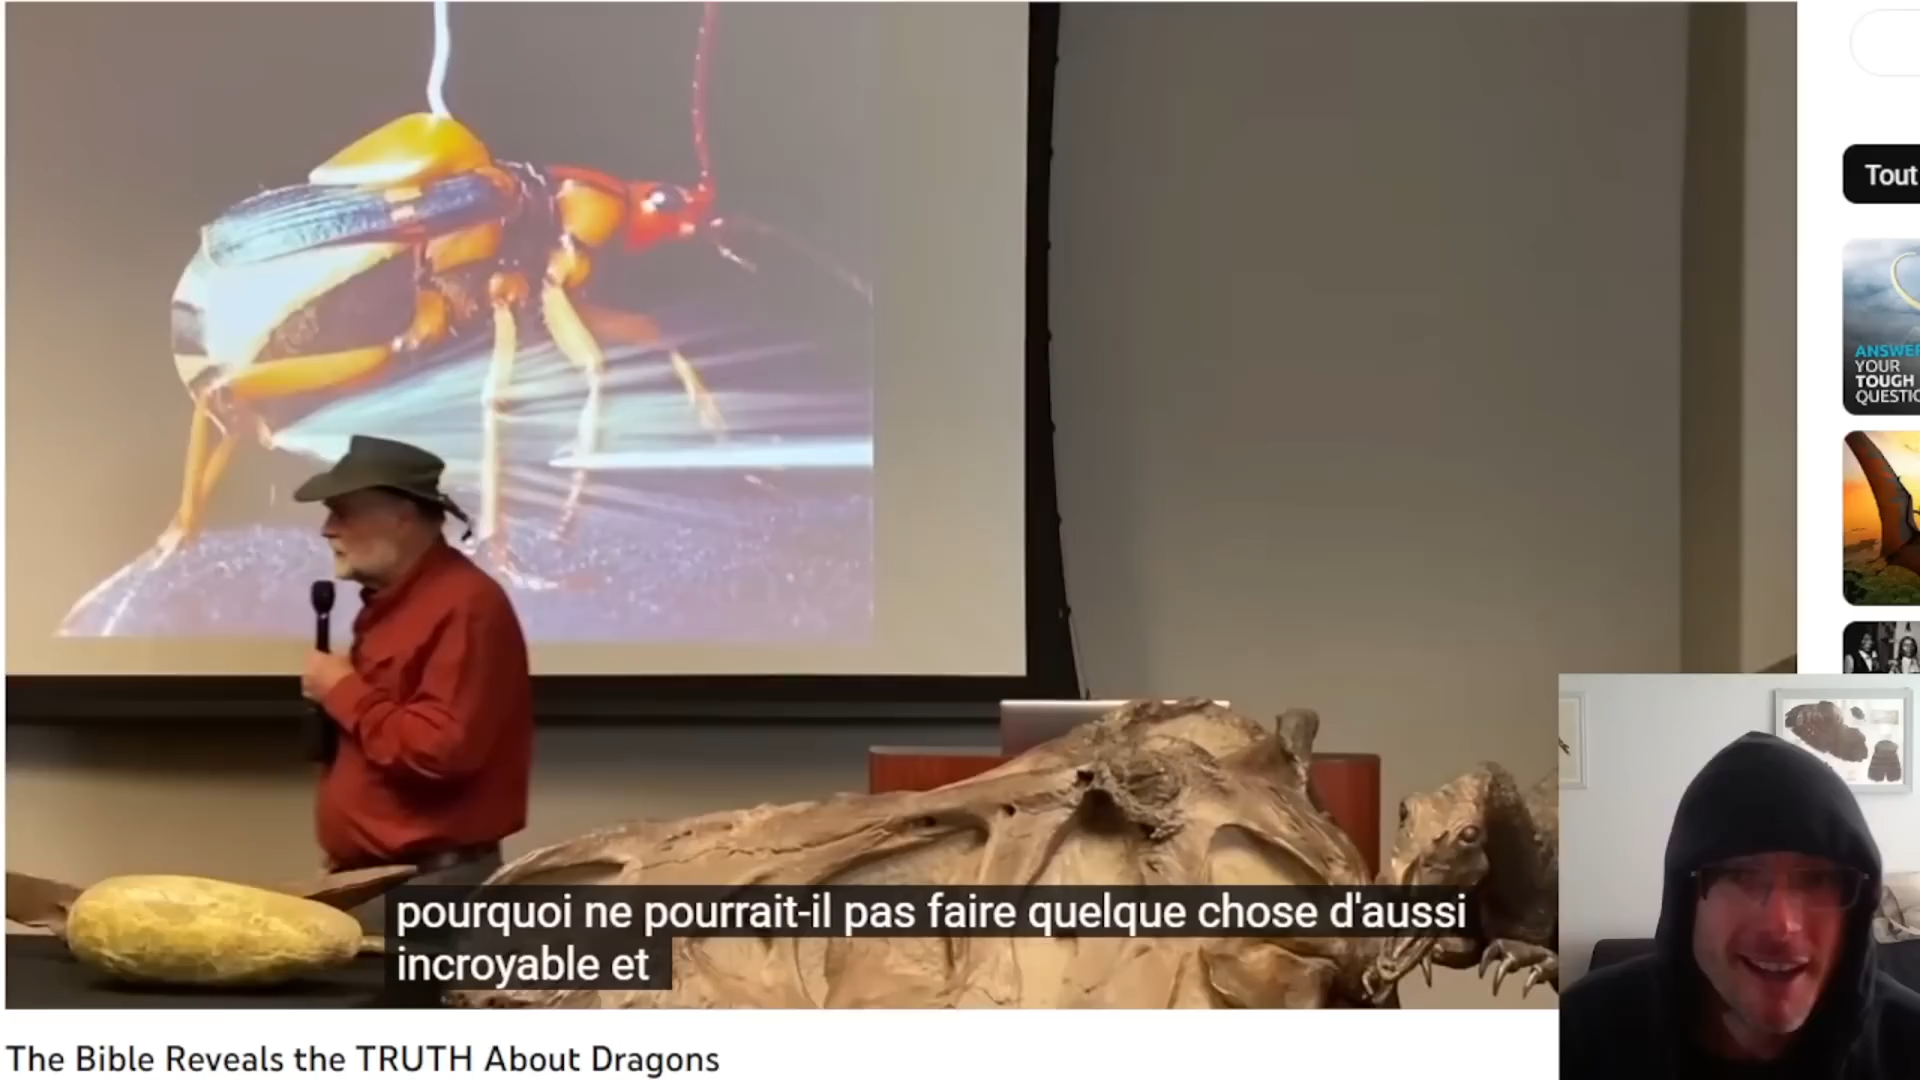 Tout
ANSWER
YOUR
TOUGH
QUESTIO
pourquoi ne pourrait-il pas faire quelque chose d'aussi
incroyable et
The Bible Reveals the TRUTH About Dragons